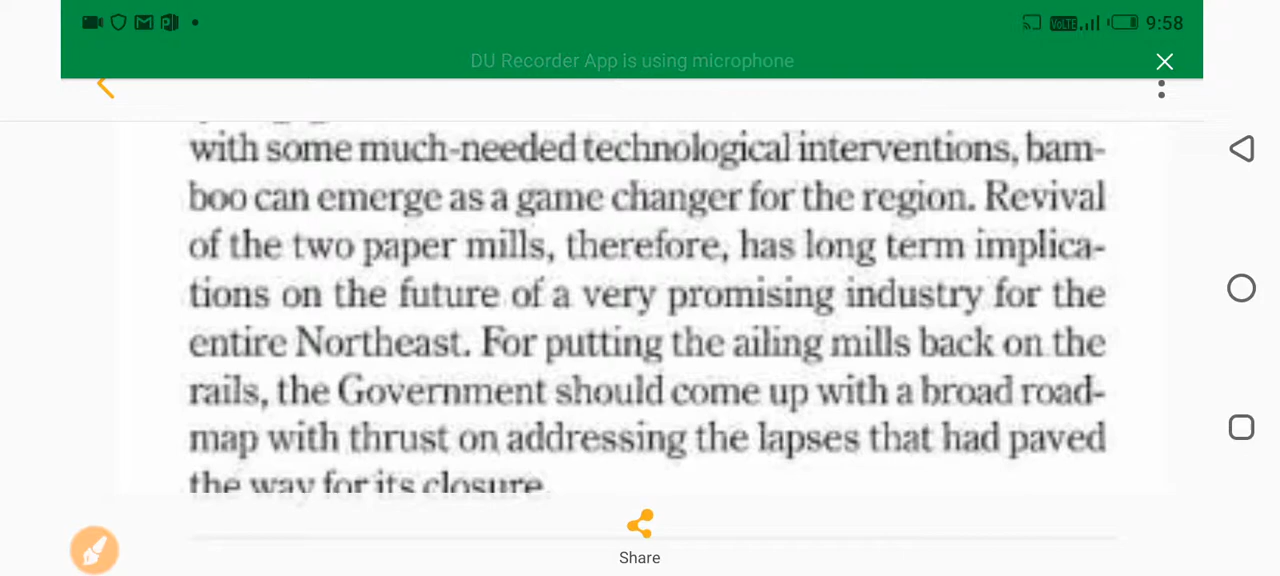 9:58
DU Recorder App is using microphone
with some much-needed technological interventions, bam-
boo can emerge as a game changer for the region. Revival
of the two paper mills, therefore, has long term implica-
tions on the future of a very promising industry for the
entire Northeast. For putting the ailing mills back on the
rails, the Government should come up with a broad road-
map with thrust on addressing the lapses that had paved
the way for its closure.
Share